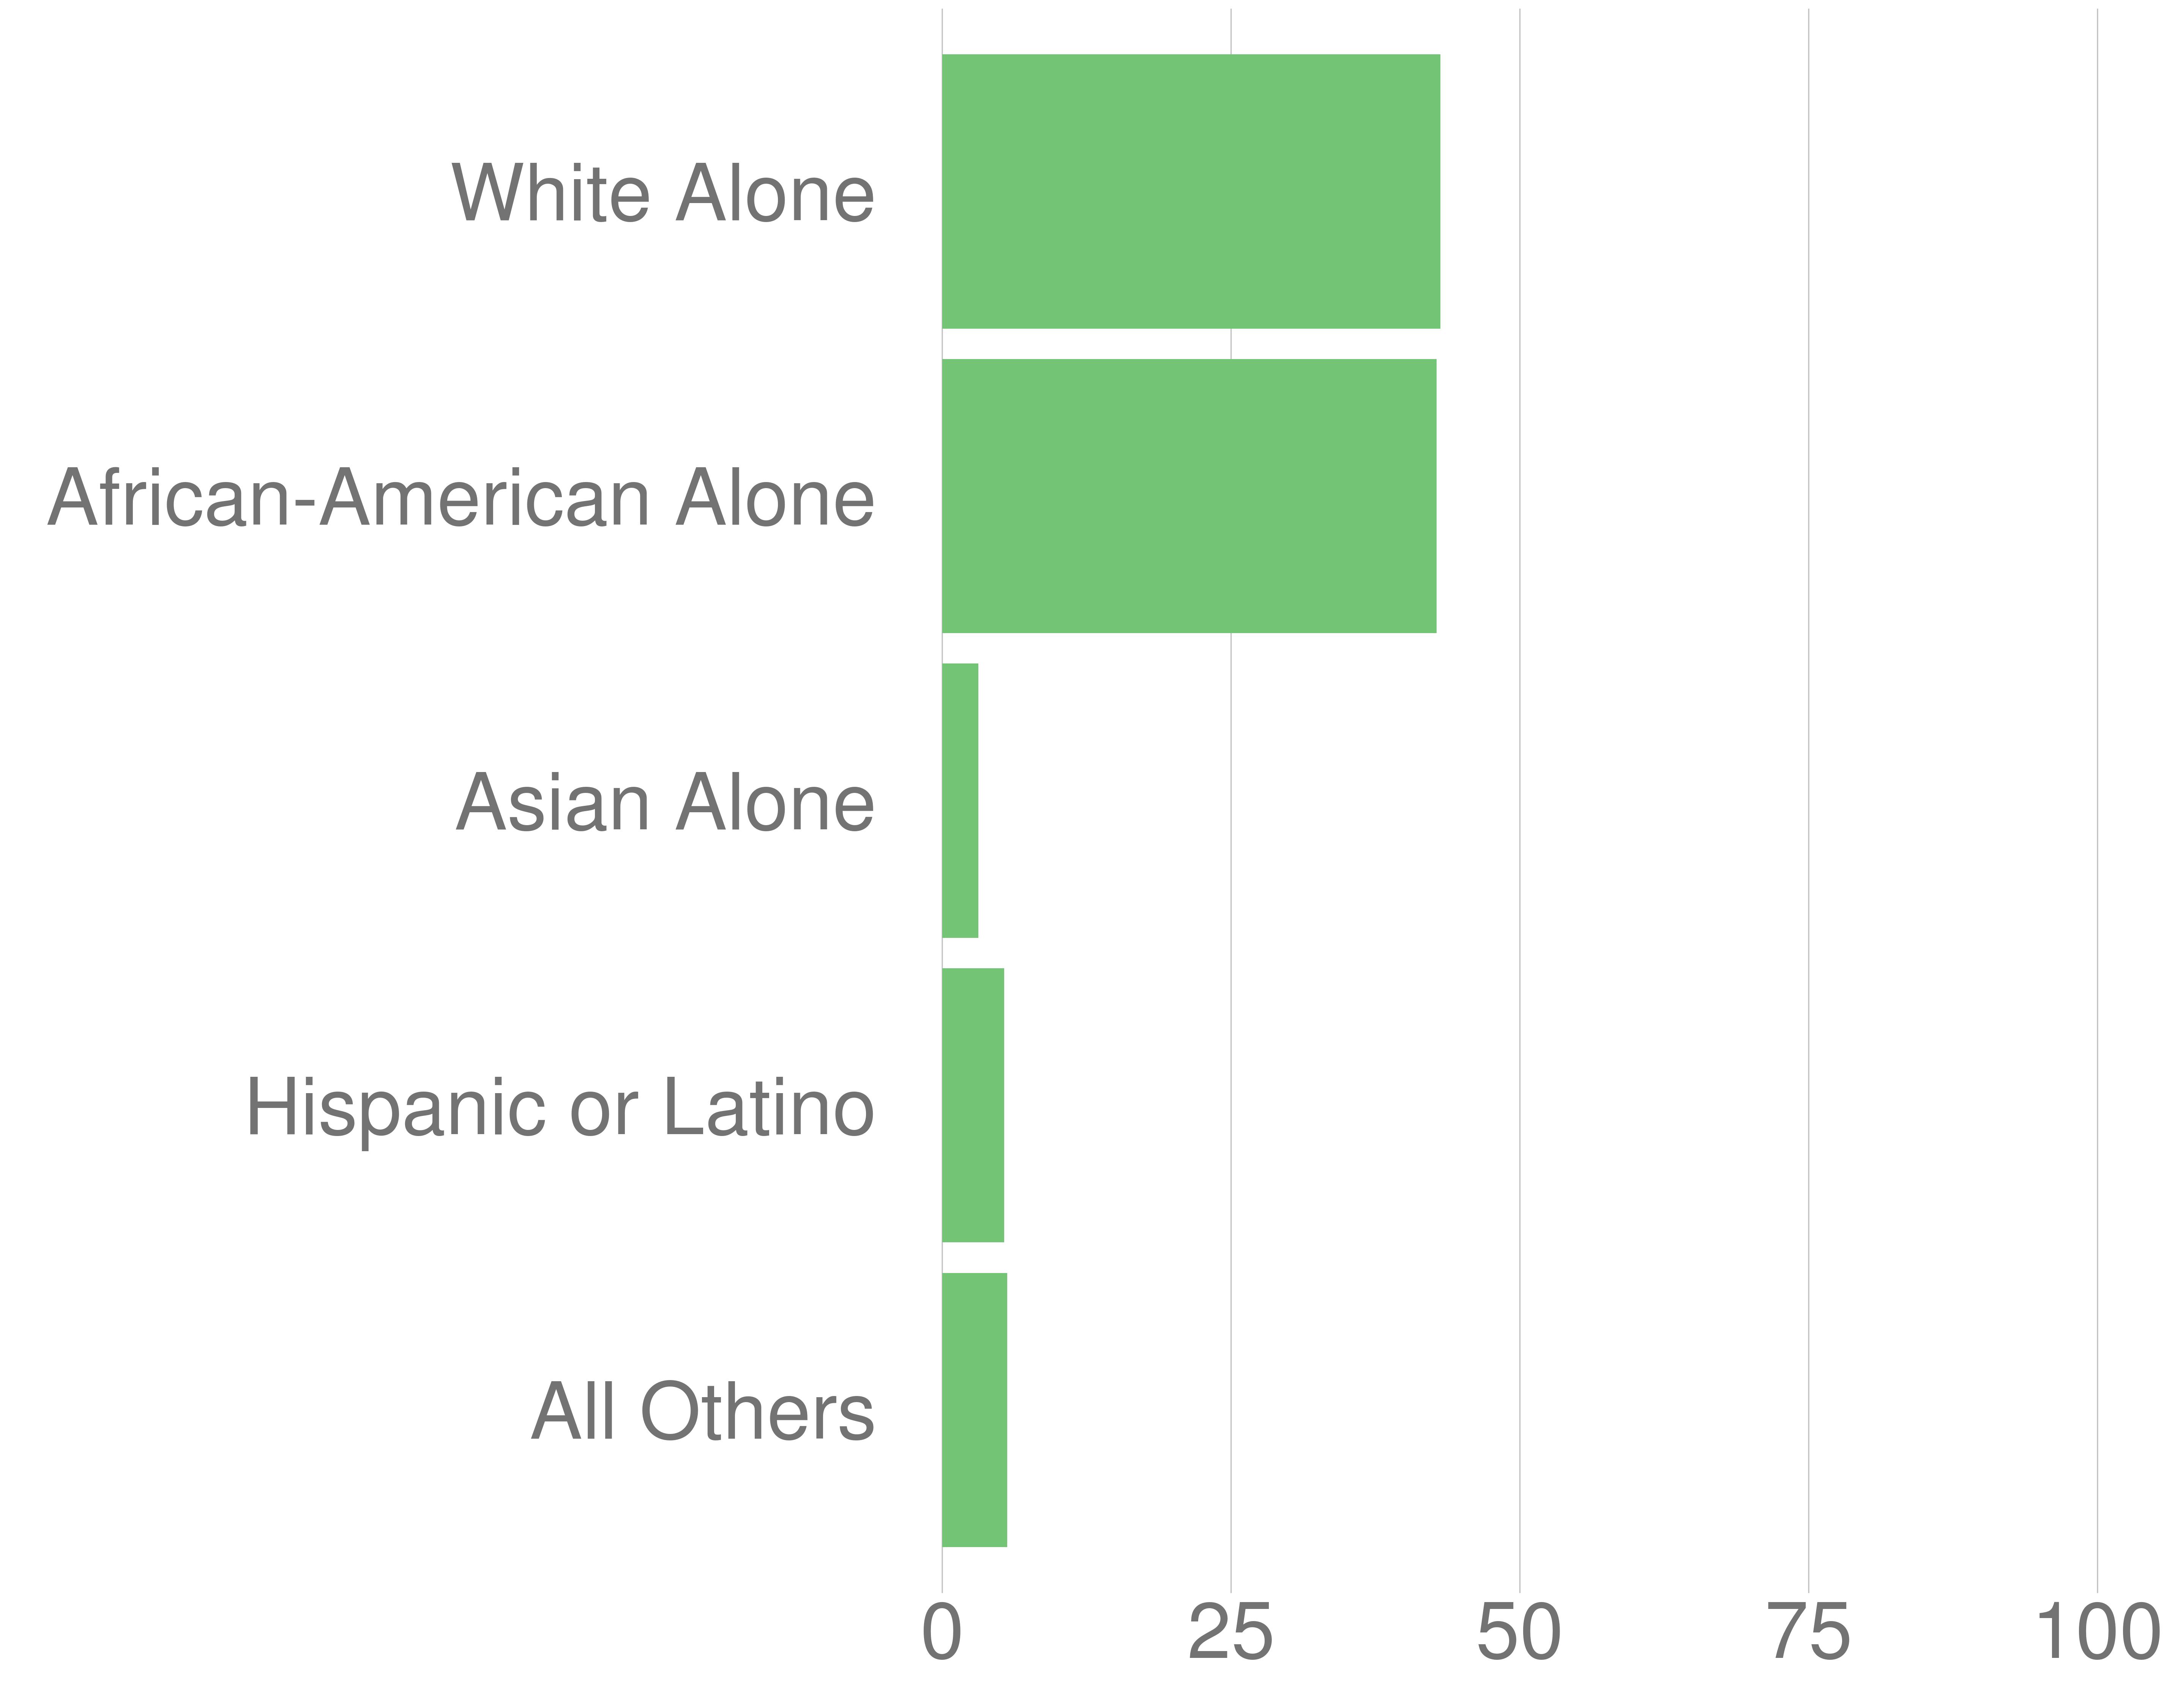 White Alone
African-American Alone
Asian Alone
Hispanic or Latino
All Others
0 25 50 75 100